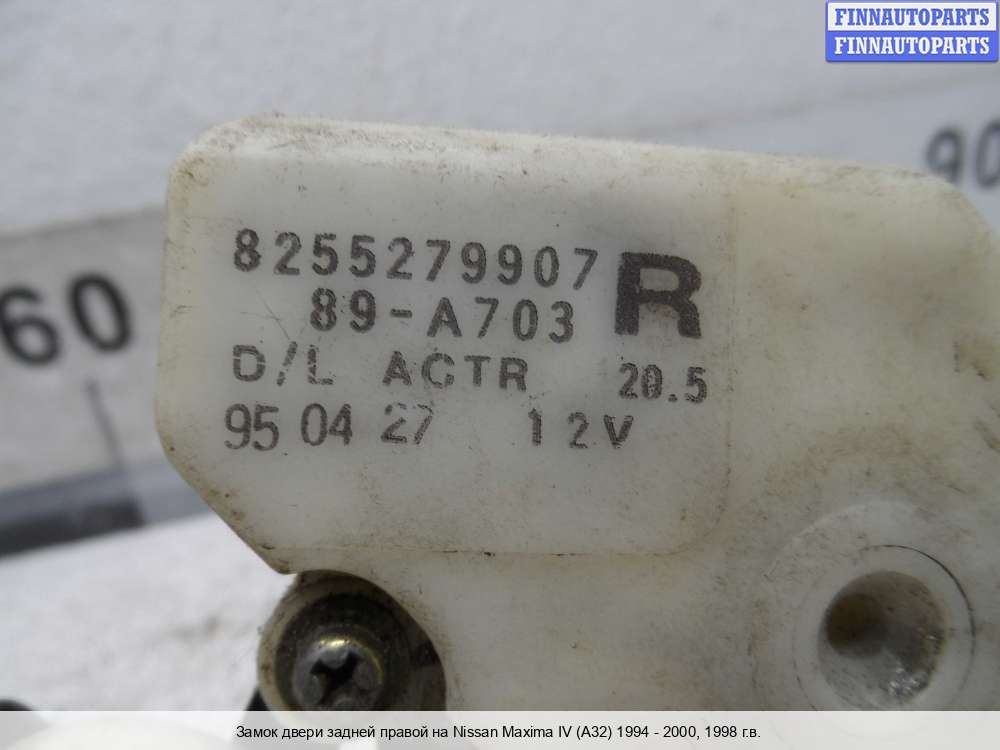 FINNAUTOPARTS
FINNAUTOPARTS
60
90
8255279907
R
89-A703
D/L ACTR 20.5
95 04 27 12V
Замок двери задней правой на Nissan Maxima IV (A32) 1994 - 2000, 1998 г.в.